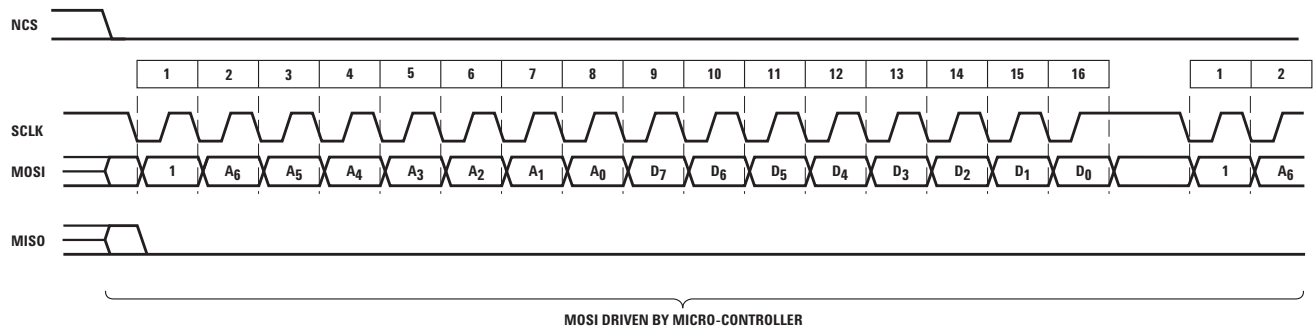 NCS
1 2 3 4 5 6 7 8 9 10 11 12 13 14 15 16 1 2
SCLK
MOSI 1 A6 A5 A4 A3 A2 A1 A0 D7 D6 D5 D4 D3 D2 D1 D0 1 A6
MISO
MOSI DRIVEN BY MICRO-CONTROLLER